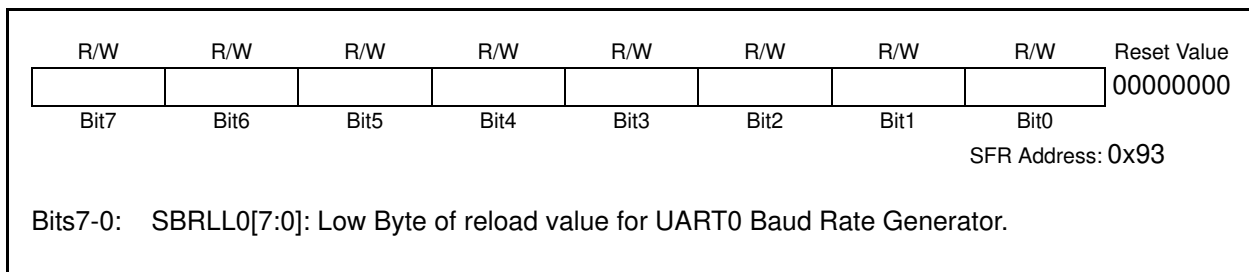 R/W R/W R/W R/W R/W R/W R/W R/W Reset Value
00000000
Bit7 Bit6 Bit5 Bit4 Bit3 Bit2 Bit1 Bit0
SFR Address: 0x93
Bits7-0: SBRLL0[7:0]: Low Byte of reload value for UART0 Baud Rate Generator.